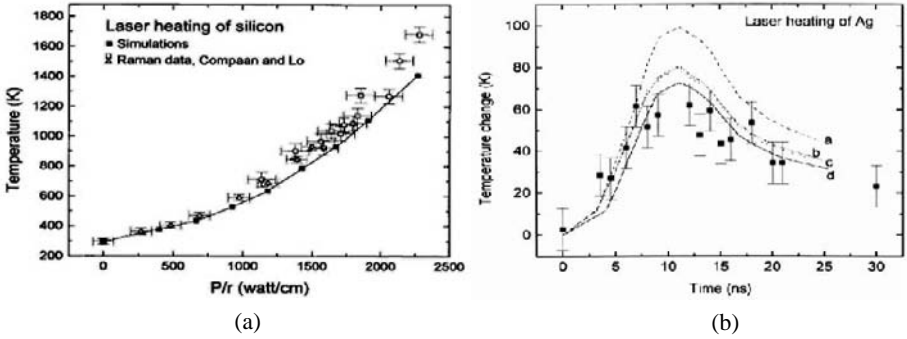 Laser heating of silicon
Simulations
Raman data, Compaan and Lo
Temperature (K)
1800
1600
1400
1200
1000
800
600
400
200
0
500
1000
1500
2000
2500
P/r (watt/cm)
(a)
Laser heating of Ag
Temperature change (K)
100
80
60
40
20
0
a
b
c
d
0
5
10
15
20
25
30
Time (ns)
(b)